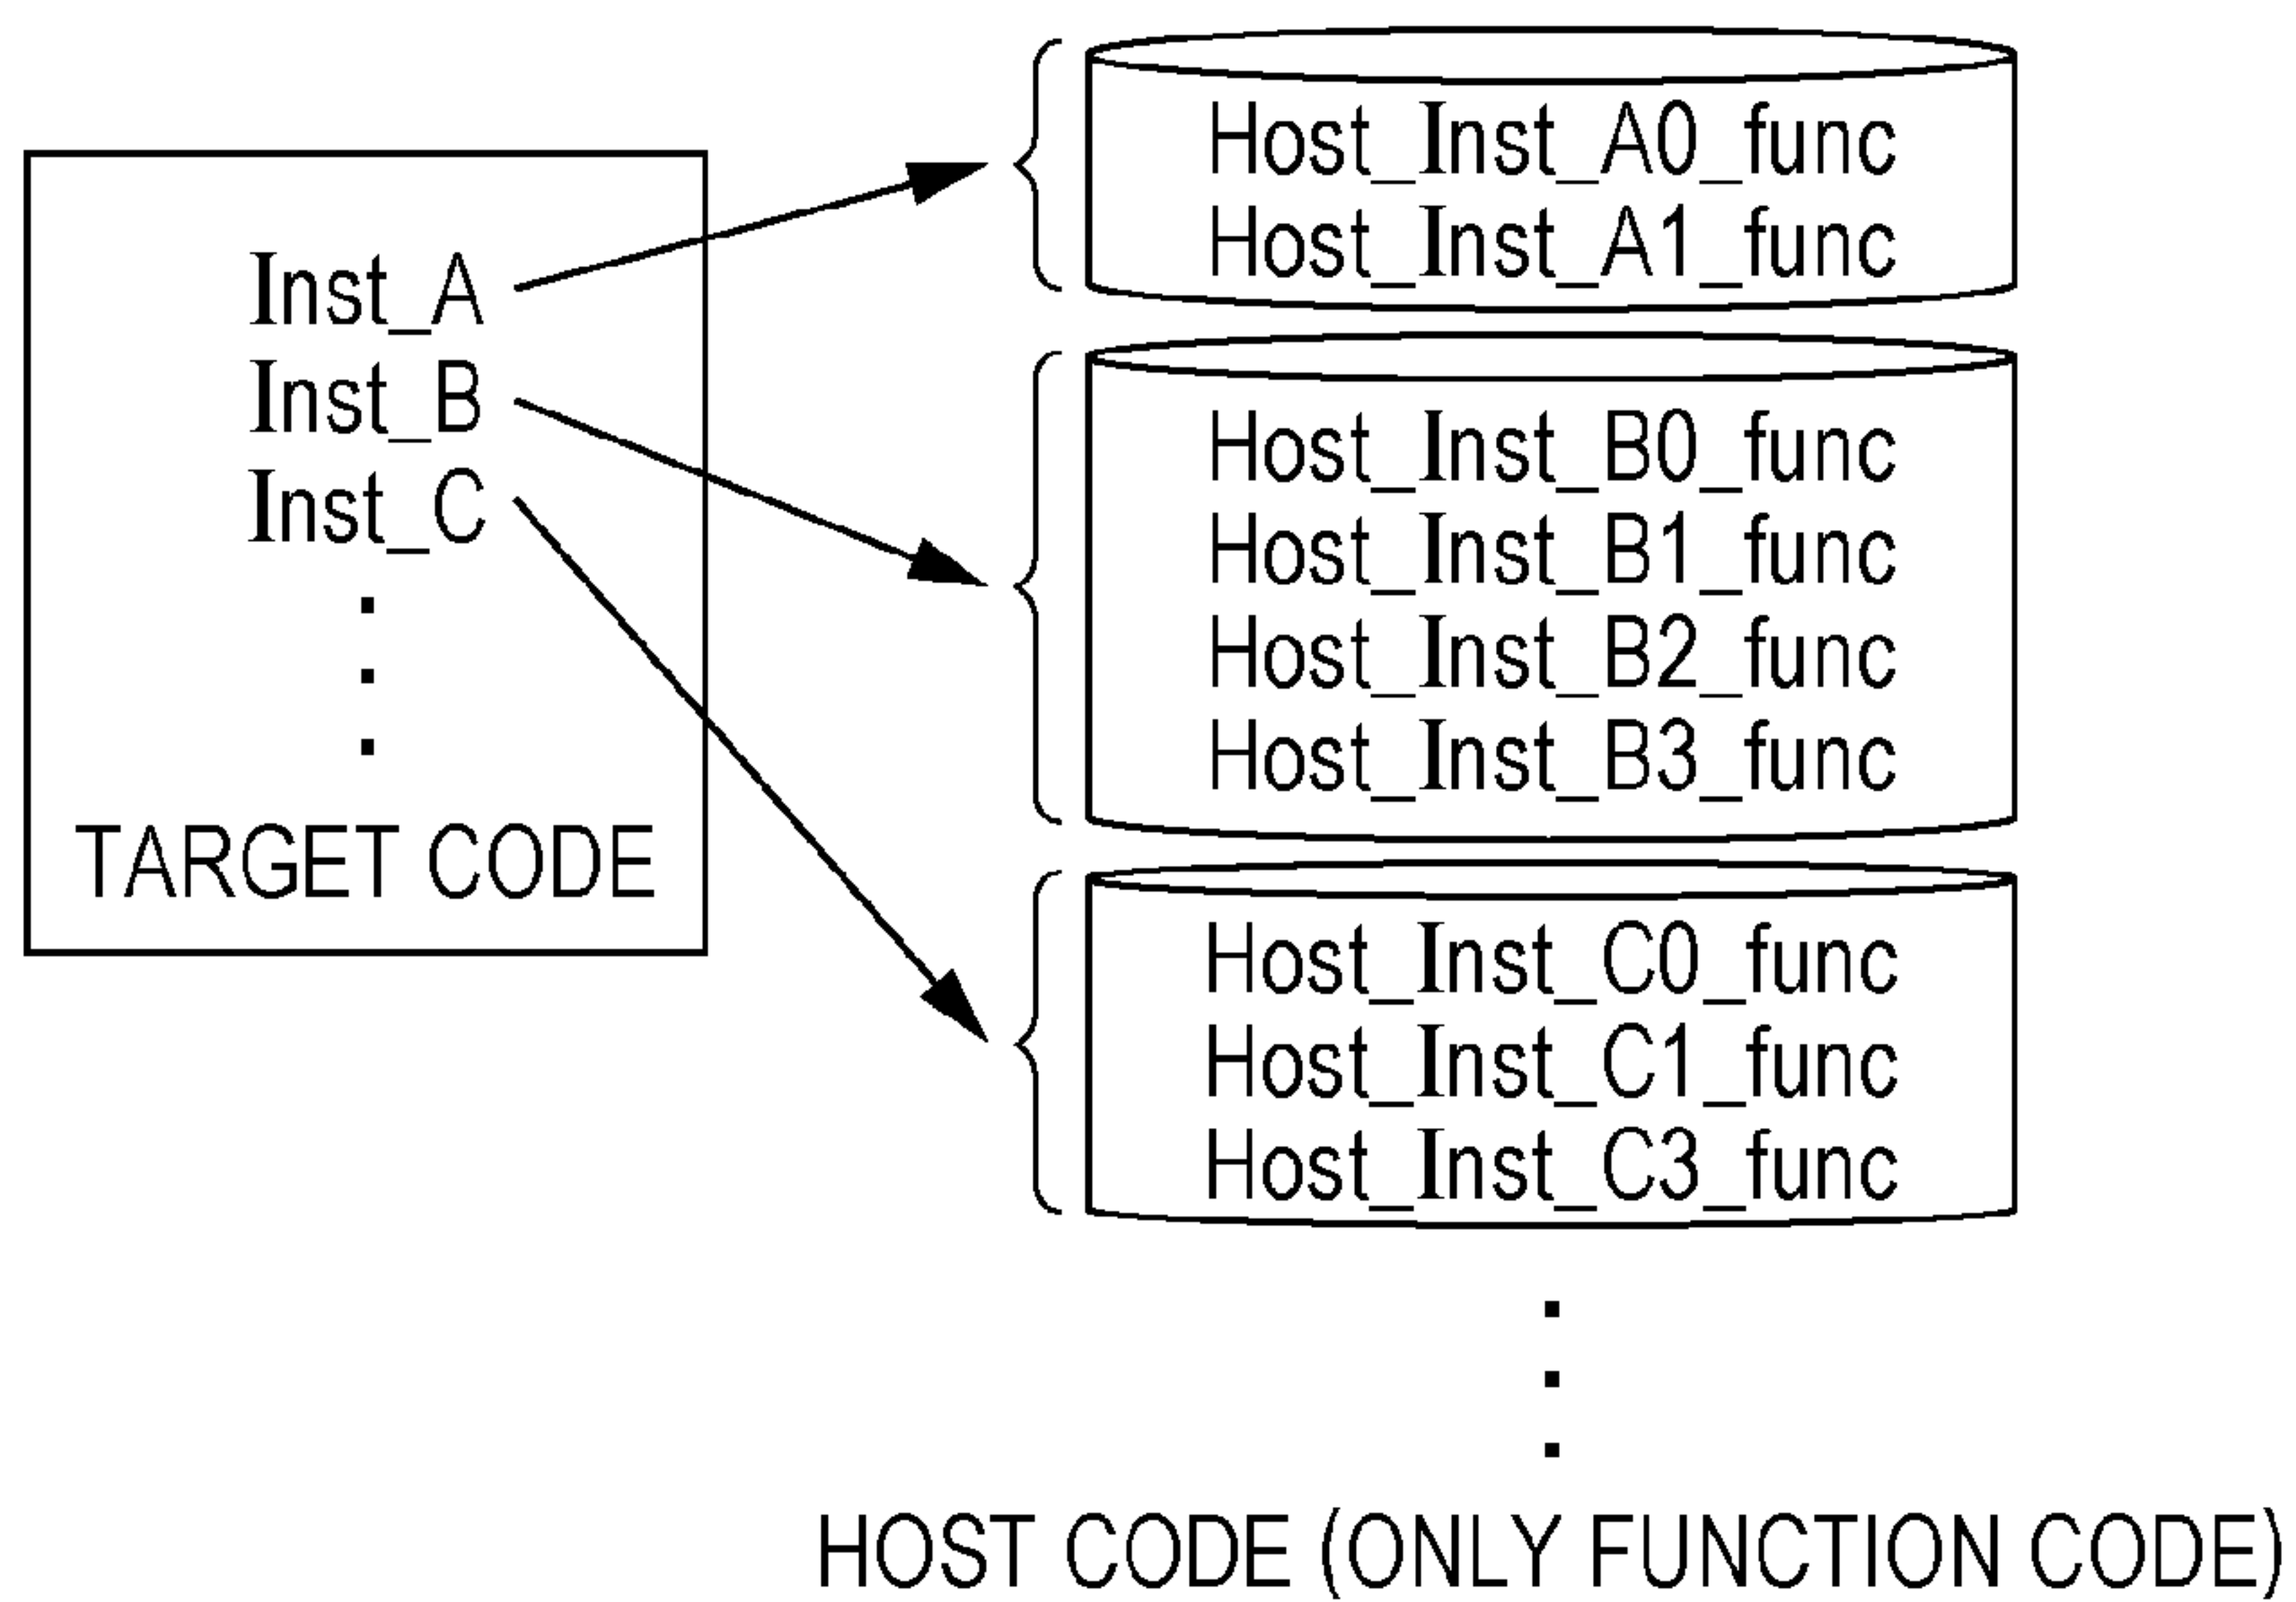 Inst_A
Inst_B
Inst_C
TARGET CODE
Host_Inst_A0_func
Host_Inst_A1_func
Host_Inst_B0_func
Host_Inst_B1_func
Host_Inst_B2_func
Host_Inst_B3_func
Host_Inst_C0_func
Host_Inst_C1_func
Host_Inst_C3_func
HOST CODE (ONLY FUNCTION CODE)